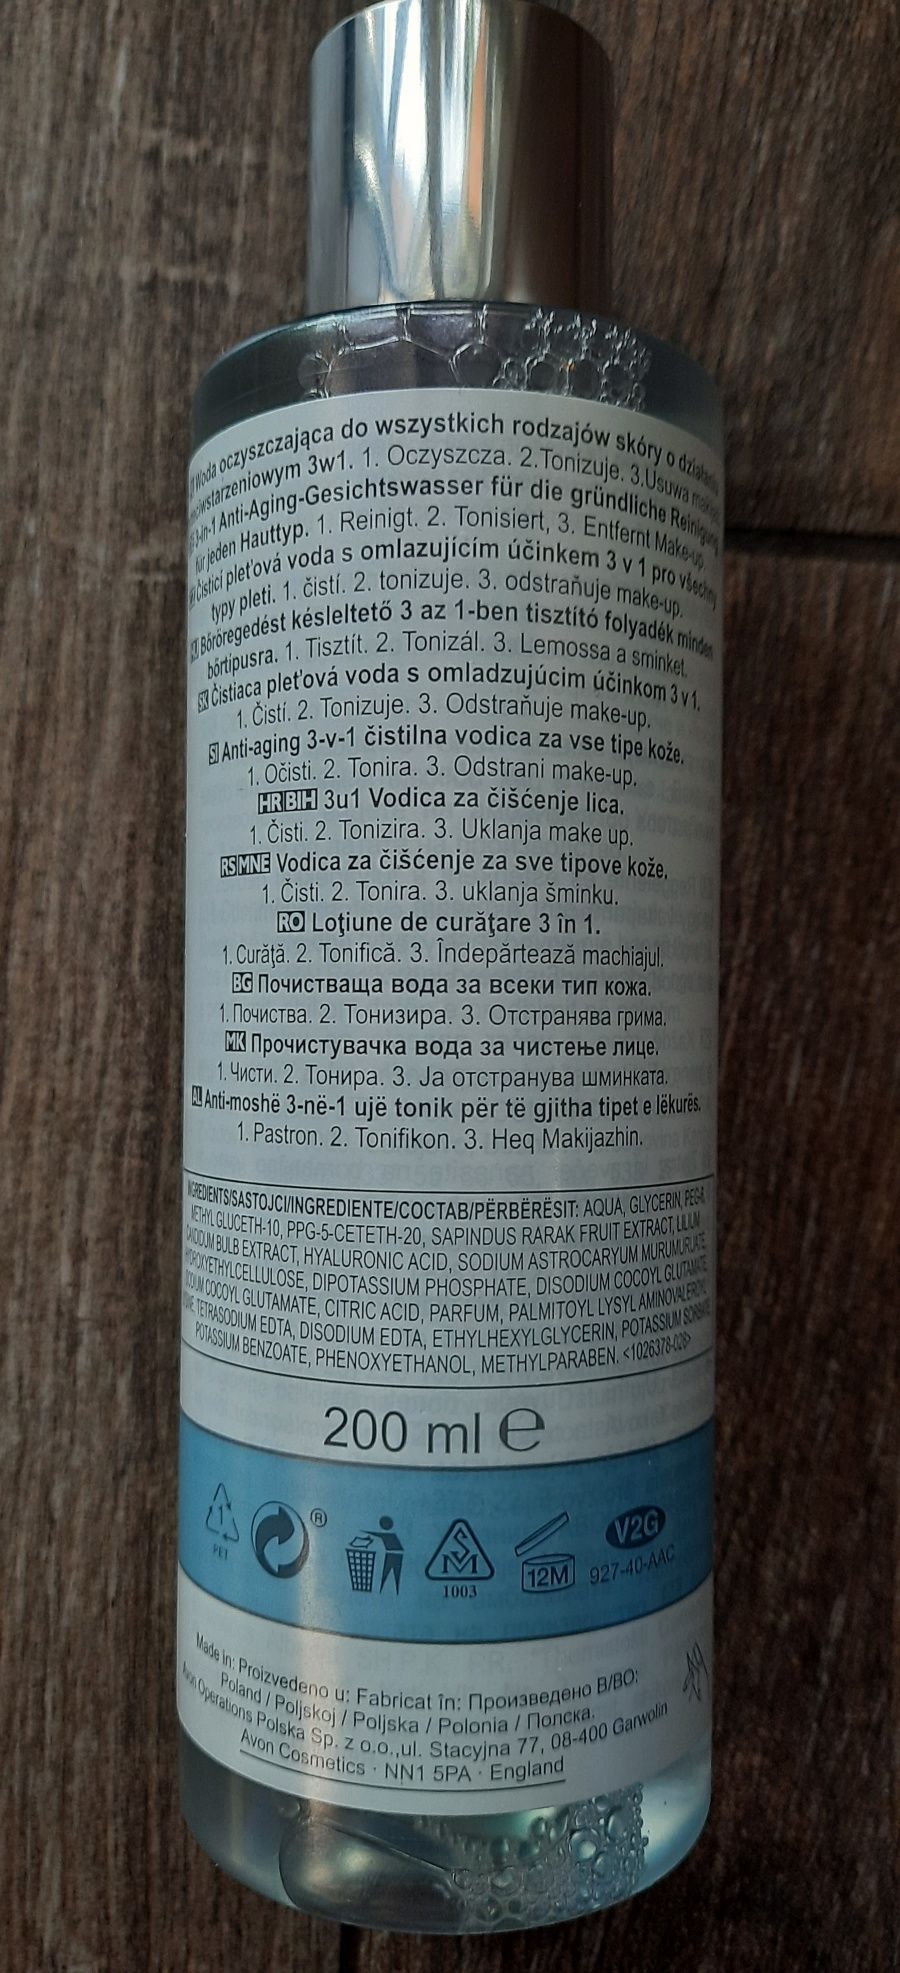 Woda oczyszczająca do wszystkich rodzajów skóry o
3w1. 1. Oczyszcza. 2.Tonizuje. 3.Usuwa
3-in-1 Anti-Aging-Gesichtswasser für die gründliche Reinigung
für jeden Hauttyp. 1. Reinigt. 2. Tonisiert, 3. Entfernt Make-up.
Čisticí pleťová voda s omlazujícím účinkem 3 v 1 pro všechny
typy pleti. 1. čistí. 2. tonizuje. 3. odstraňuje make-up.
Bőröregedést késleltető 3 az 1-ben tisztító folyadék minden
bőrtípusra. 1. Tisztít. 2. Tonizál. 3. Lemossa a sminket.
SK Čistiaca pleťová voda s omladzujúcim účinkom 3 v 1.
1. Čistí. 2. Tonizuje. 3. Odstraňuje make-up.
SI Anti-aging 3-v-1 čistilna vodica za vse tipe kože.
1. Očisti. 2. Tonira. 3. Odstrani make-up.
HR BIH 3u1 Vodica za čišćenje lica.
1. Čisti. 2. Tonizira. 3. Uklanja make up.
RS MNE Vodica za čišćenje za sve tipove kože.
1. Čisti. 2. Tonira. 3. uklanja šminku.
RO Loţiune de curăţare 3 în 1.
1. Curăţă. 2. Tonifică. 3. Îndepărtează machiajul.
BG Почистваща вода за всеки тип кожа.
1. Почиства. 2. Тонизира. 3. Отстранява грима.
MK Прочистувачка вода за чистење лице.
1. Чисти. 2. Тонира. 3. Ја отстранува шминката.
AL Anti-moshë 3-në-1 ujë tonik për të gjitha tipet e lëkurës.
1. Pastron. 2. Tonifikon. 3. Heq Makijazhin.
INGREDIENTS/SASTOJCI/INGREDIENTE/СОСТАВ/PËRBËRËSIT: AQUA, GLYCERIN,
METHYL GLUCETH-10, PPG-5-CETETH-20, SAPINDUS RARAK FRUIT EXTRACT, LILIUM
CANDIDUM BULB EXTRACT, HYALURONIC ACID, SODIUM ASTROCARYUM MURUMURUATE,
HYDROXYETHYLCELLULOSE, DIPOTASSIUM PHOSPHATE, DISODIUM COCOYL GLUTAMATE,
SODIUM COCOYL GLUTAMATE, CITRIC ACID, PARFUM, PALMITOYL LYSYL
TETRASODIUM EDTA, DISODIUM EDTA, ETHYLHEXYLGLYCERIN, POTASSIUM SORBATE,
POTASSIUM BENZOATE, PHENOXYETHANOL, METHYLPARABEN. <1026378-028>
200 ml e
1
PET
®
SVM
1003
12M
V2G
927-40-AAC
Made in: Proizvedeno u: Fabricat în: Произведено В/ВО:
Poland / Poljskoj / Poljska / Polonia / Полска.
Avon Operations Polska Sp. z o.o.,ul. Stacyjna 77, 08-400 Garwolin
Avon Cosmetics · NN1 5PA · England